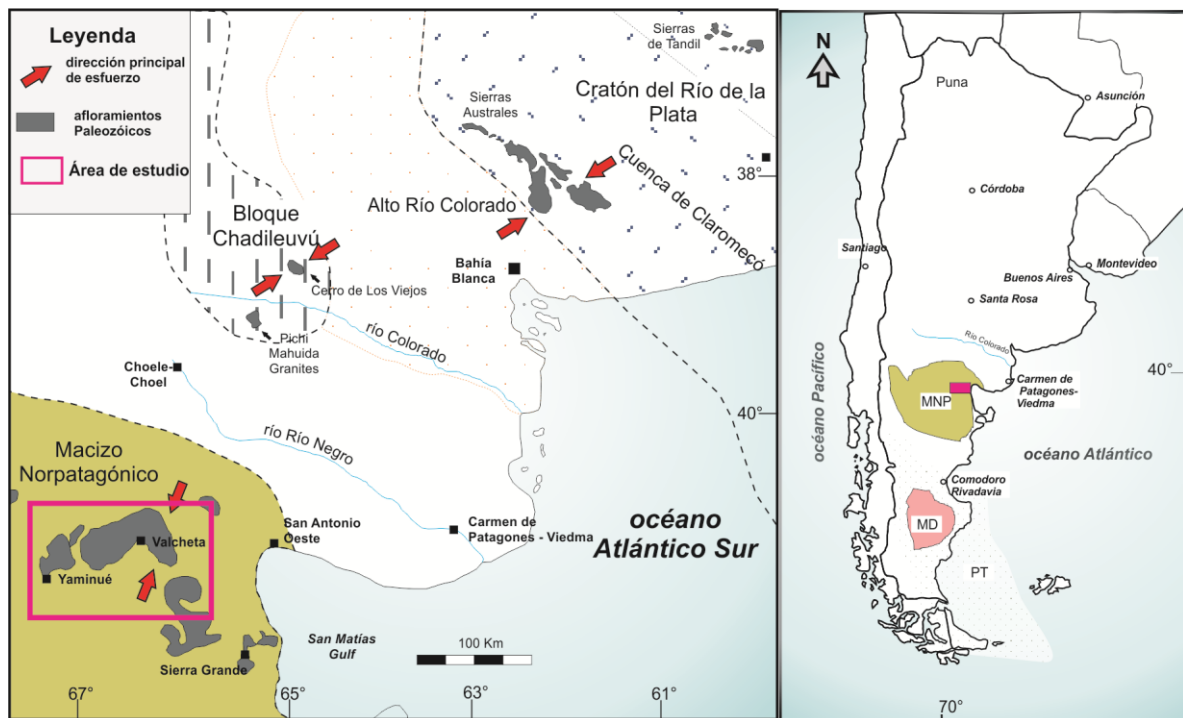 Leyenda
dirección principal
de esfuerzo
afloramientos
Paleozóicos
Área de estudio
Sierras
de Tandil
Cratón del Río de la
Plata
Sierras
Australes
Cuenca de Claromecó
38°
Alto Río Colorado
Bloque
Chadileuvú
Bahía
Blanca
Cerro de Los Viejos
río Colorado
Pichi
Mahuida
Granites
Choele-
Choel
40°
río Río Negro
Macizo
Norpatagónico
San Antonio
Oeste
Carmen de
Patagones - Viedma
océano
Atlántico Sur
Valcheta
Yaminué
San Matías
Gulf
100 Km
Sierra Grande
67°
65°
63°
61°
N
Puna
Asunción
Córdoba
Santiago
Montevideo
Buenos Aires
Santa Rosa
Río Colorado
40°
MNP
Carmen de
Patagones-
Viedma
océano Pacífico
océano Atlántico
Comodoro
Rivadavia
MD
PT
70°